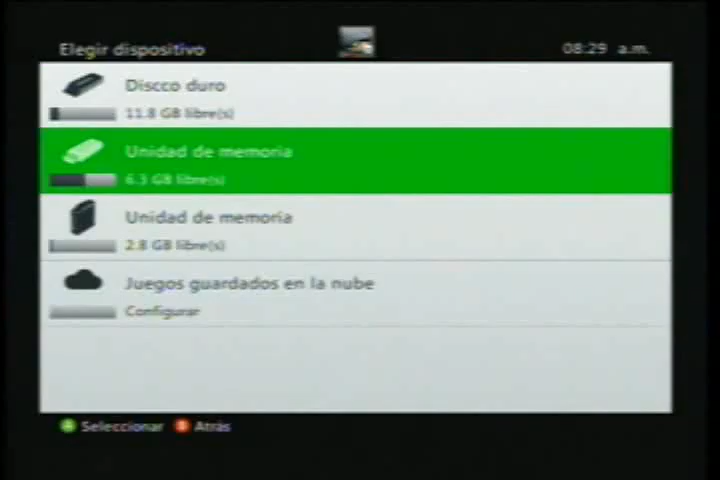 Elegir dispositivo
08:29 a.m.
Discco duro
11.8 GB libre(s)
Unidad de memoria
6.3 GB libre(s)
Unidad de memoria
2.8 GB libre(s)
Juegos guardados en la nube
Configurar
A Seleccionar B Atrás